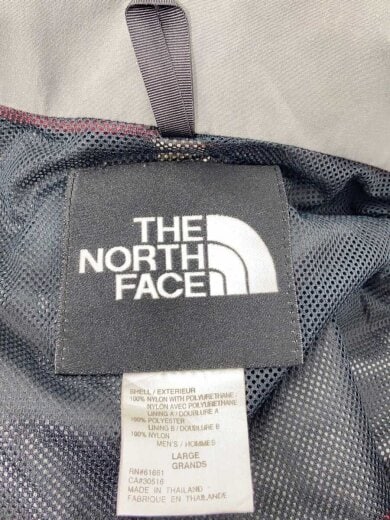 THE
NORTH
FACE
SHELL / EXTERIEUR
100% NYLON WITH POLYURETHANE
NYLON AVEC POLYURETHANE
LINING A / DOUBLURE A
100% POLYESTER
LINING B / DOUBLURE B
100% NYLON
MEN'S / HOMMES
LARGE
GRANDS
RN#61661
CA#30516
MADE IN THAILAND
FABRIQUÉ EN THAILANDE